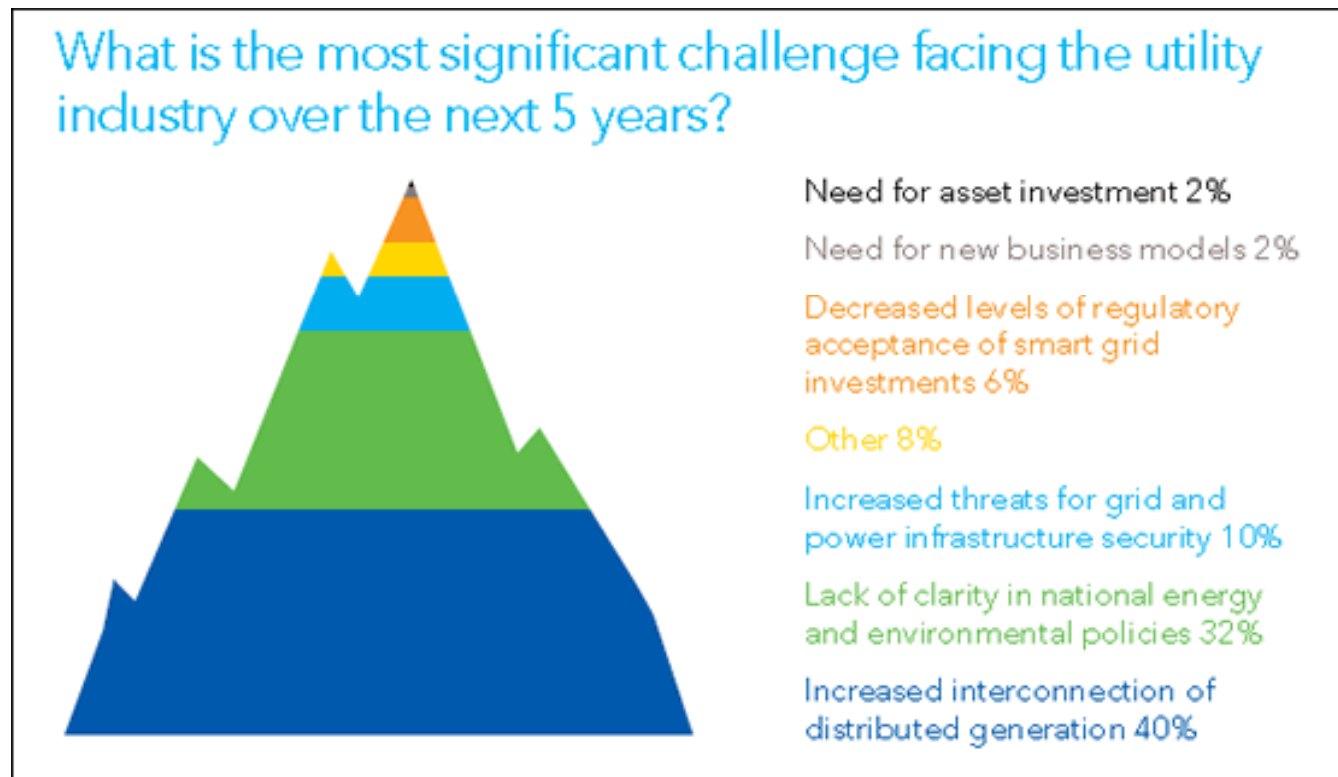 What is the most significant challenge facing the utility
industry over the next 5 years?
Need for asset investment 2%
Need for new business models 2%
Decreased levels of regulatory
acceptance of smart grid
investments 6%
Other 8%
Increased threats for grid and
power infrastructure security 10%
Lack of clarity in national energy
and environmental policies 32%
Increased interconnection of
distributed generation 40%